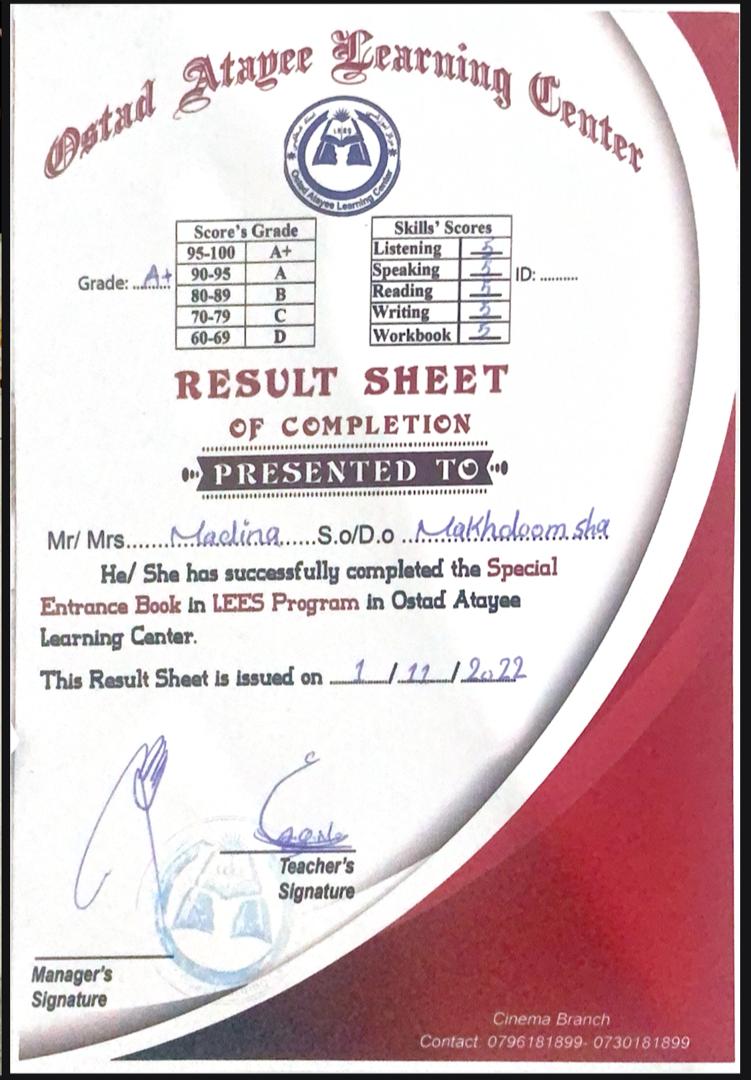 Ostad Atayee Learning Center
LEES
Ostad Atayee Learning Center
Score's Grade
95-100 A+
90-95 A
80-89 B
70-79 C
60-69 D
Grade: ...A+......
Skills' Scores
Listening 5
Speaking 5
Reading 5
Writing 5
Workbook 5
ID: ..........
RESULT SHEET
OF COMPLETION
PRESENTED TO
Mr/ Mrs.......Madina......S.o/D.o ..Makhdoom sha
He/ She has successfully completed the Special
Entrance Book in LEES Program in Ostad Atayee
Learning Center.
This Result Sheet is issued on 1 / 11 / 2022
Teacher's
Signature
Manager's
Signature
Cinema Branch
Contact: 0796181899- 0730181899